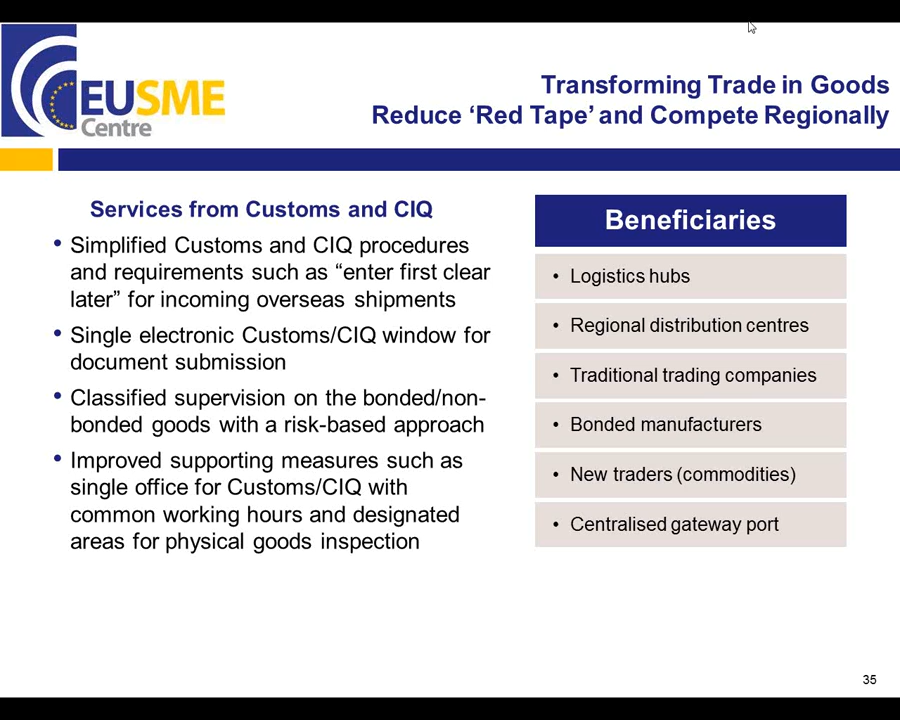 EUSME
Centre
Transforming Trade in Goods
Reduce ‘Red Tape’ and Compete Regionally
Services from Customs and CIQ
• Simplified Customs and CIQ procedures
and requirements such as “enter first clear
later” for incoming overseas shipments
• Single electronic Customs/CIQ window for
document submission
• Classified supervision on the bonded/non-
bonded goods with a risk-based approach
• Improved supporting measures such as
single office for Customs/CIQ with
common working hours and designated
areas for physical goods inspection
Beneficiaries
• Logistics hubs
• Regional distribution centres
• Traditional trading companies
• Bonded manufacturers
• New traders (commodities)
• Centralised gateway port
35